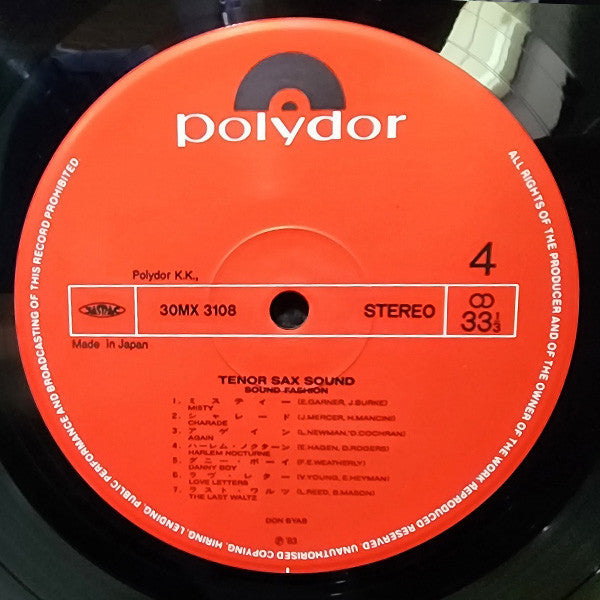 polydor
Polydor K.K.,
4
JASRAC
30MX 3108
STEREO
33 1/3
Made in Japan
TENOR SAX SOUND
SOUND FASHION
1. ミスティー (E.GARNER, J.BURKE)
MISTY
2. シャレード (J.MERCER, H.MANCINI)
CHARADE
3. アゲイン (L.NEWMAN, D.COCHRAN)
AGAIN
4. ハーレム・ノクターン (E.HAGEN, D.ROGERS)
HARLEM NOCTURNE
5. ダニー・ボーイ (F.E.WEATHERLY)
DANNY BOY
6. ラヴ・レター (V.YOUNG, E.HEYMAN)
LOVE LETTERS
7. ラスト・ワルツ (L.REED, B.MASON)
THE LAST WALTZ
DON BYAS
Ⓟ '83
ALL RIGHTS OF THE PRODUCER AND OF THE OWNER OF THE WORK REPRODUCED RESERVED. UNAUTHORISED COPYING, HIRING, LENDING, PUBLIC PERFORMANCE AND BROADCASTING OF THIS RECORD PROHIBITED